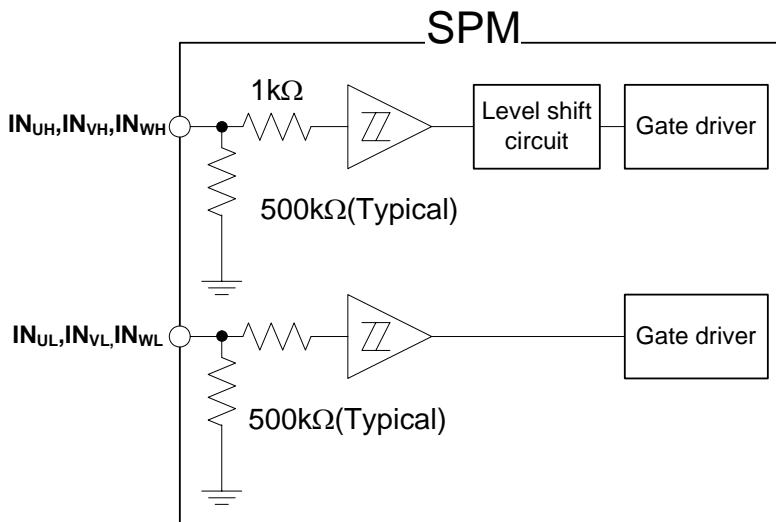 SPM
1kΩ
IN_UH,IN_VH,IN_WH
Level shift
circuit
Gate driver
500kΩ(Typical)
IN_UL,IN_VL,IN_WL
Gate driver
500kΩ(Typical)